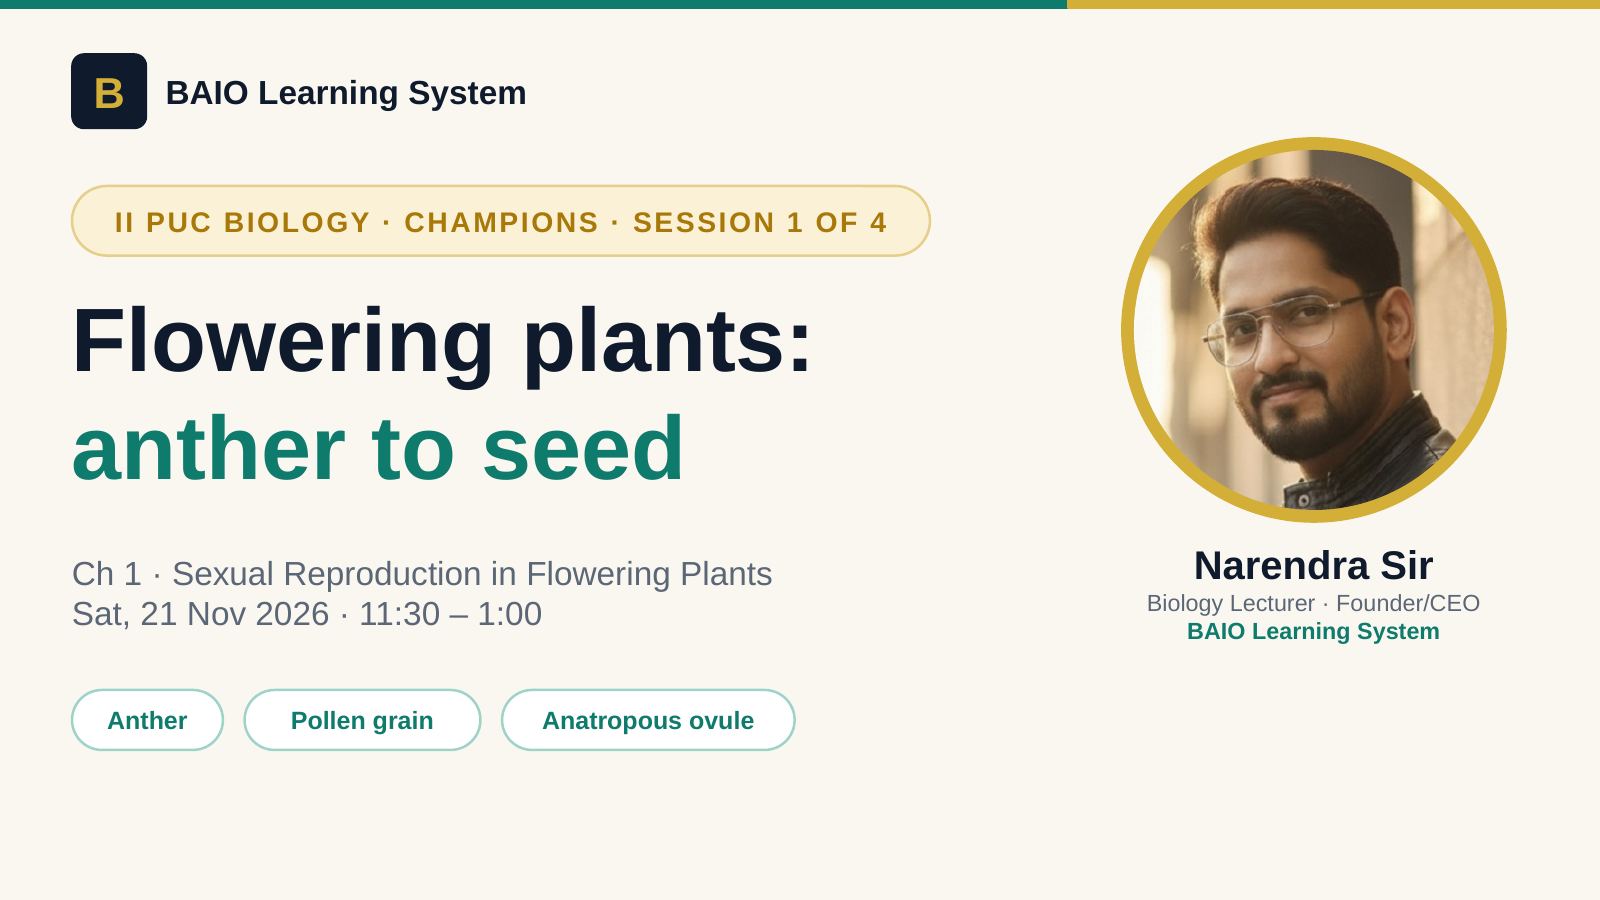 B BAIO Learning System
II PUC BIOLOGY · CHAMPIONS · SESSION 1 OF 4
Flowering plants:
anther to seed
Ch 1 · Sexual Reproduction in Flowering Plants
Sat, 21 Nov 2026 · 11:30 – 1:00
Anther
Pollen grain
Anatropous ovule
Narendra Sir
Biology Lecturer · Founder/CEO
BAIO Learning System